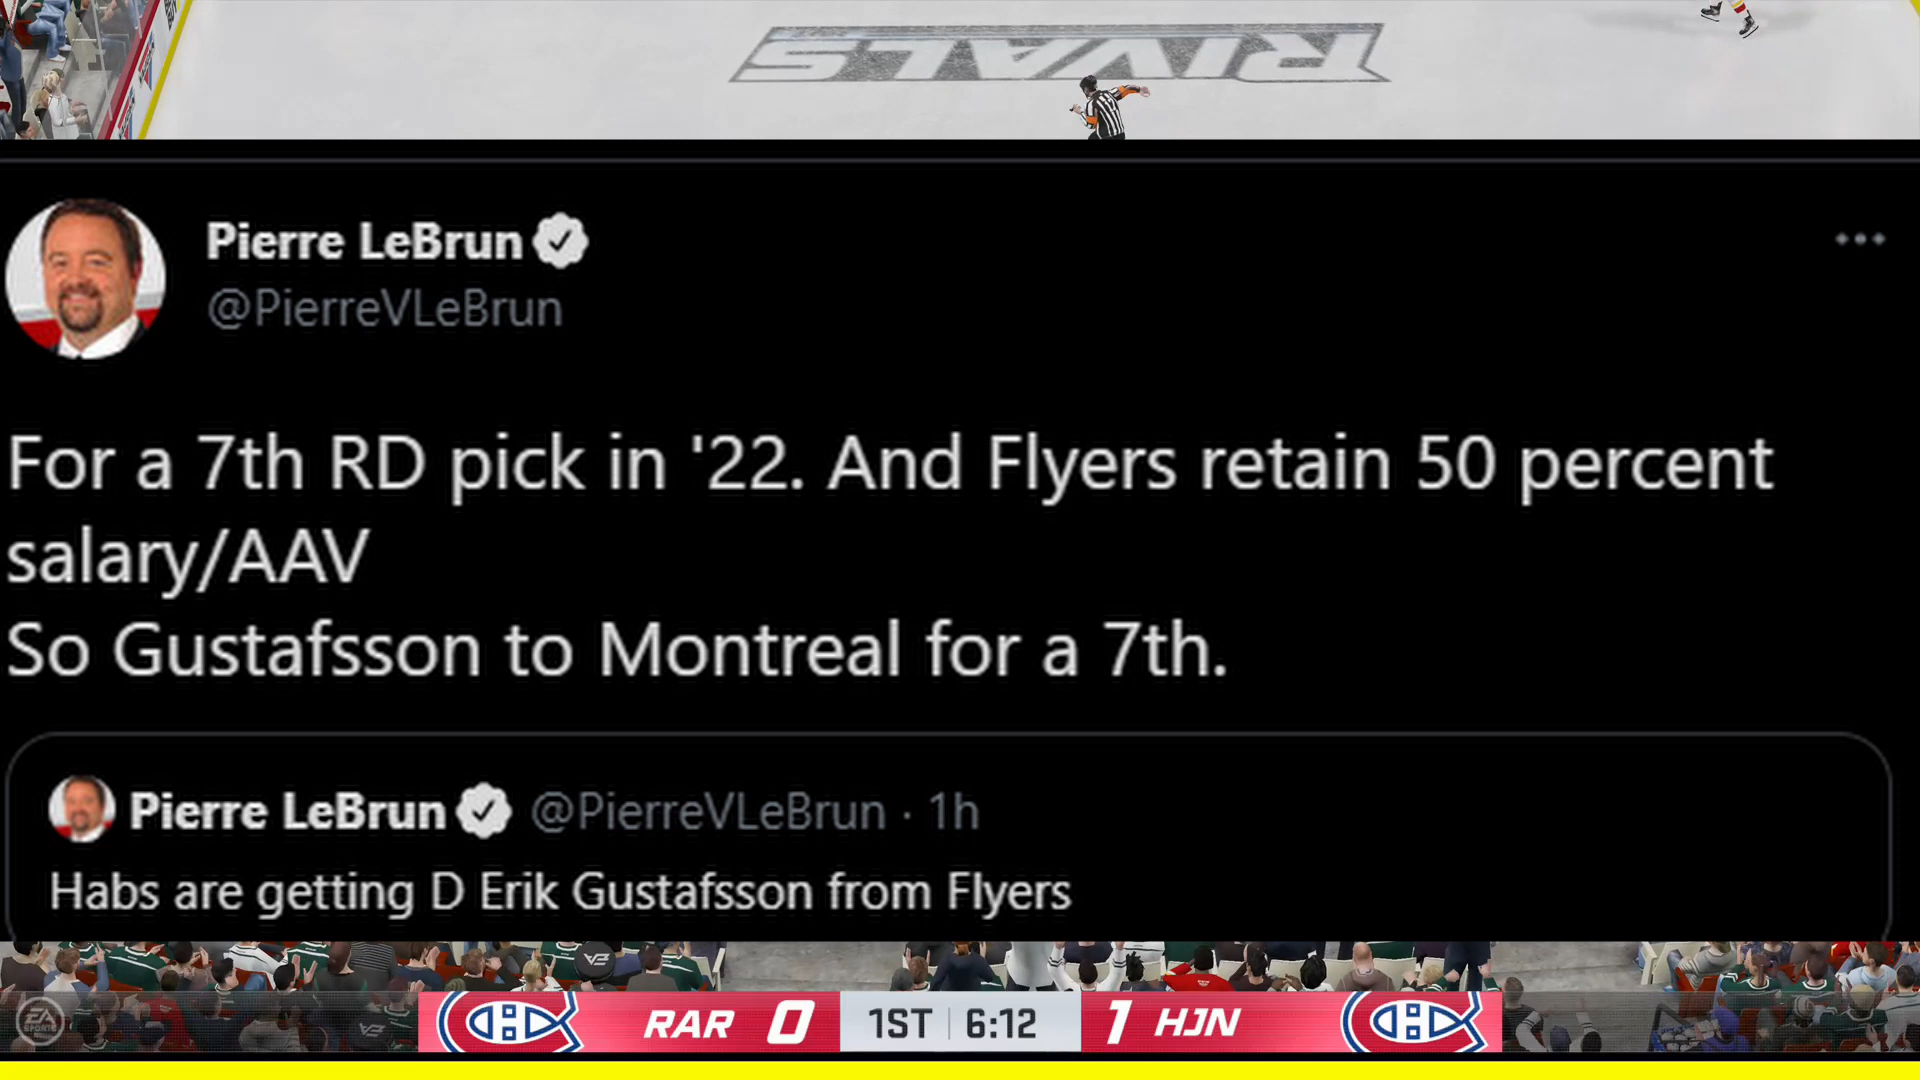 RIVALS
Pierre LeBrun
@PierreVLeBrun
For a 7th RD pick in '22. And Flyers retain 50 percent
salary/AAV
So Gustafsson to Montreal for a 7th.
Pierre LeBrun @PierreVLeBrun · 1h
Habs are getting D Erik Gustafsson from Flyers
EA
SPORTS
RAR 0 1ST 6:12 1 HJN